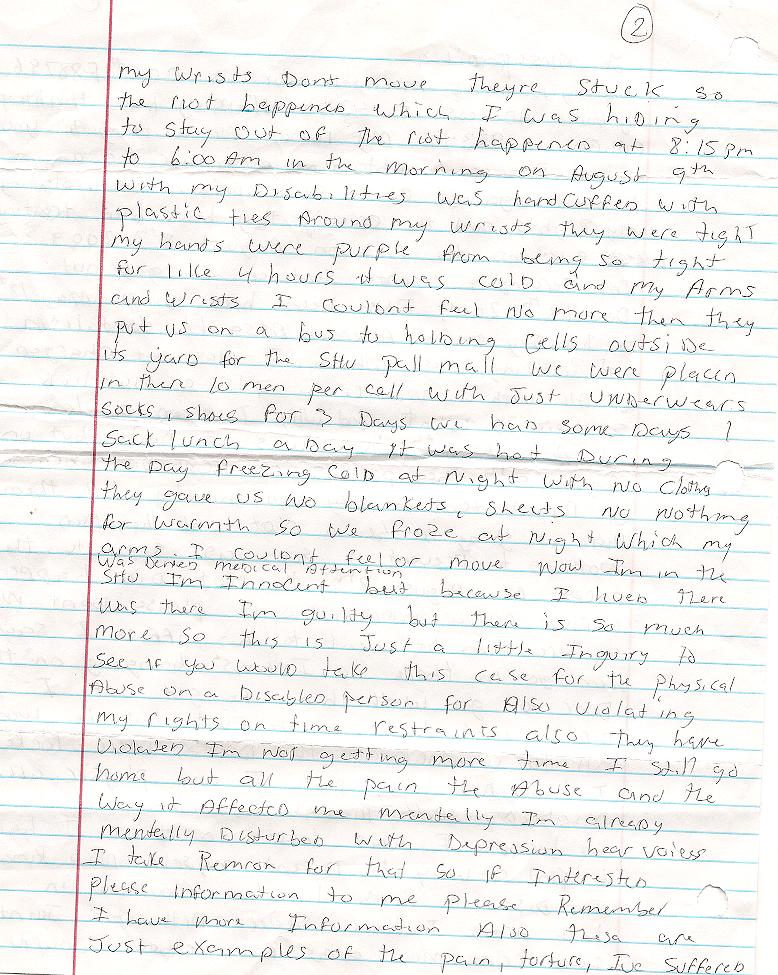 2
my wrists Dont move theyre stuck so
the riot happened which I was hiding
to stay out of the riot happened at 8:15 pm
to 6:00 Am in the morning on August 9th
with my Disabilities was handcuffed with
plastic ties Around my wrists they were tight
my hands were purple from being so tight
for like 4 hours it was cold and my Arms
and wrists I couldnt feel no more then they
put us on a bus to holding cells outside
its yard for the SHU pall mall we were placed
in there 10 men per cell with Just underwears
socks, shoes for 3 Days we had some Days 1
sack lunch a Day it was hot During
the Day freezing cold at night with no clothes
they gave us no blankets, sheets no nothing
for warmth so we froze at night which my
arms I couldnt feel or move now Im in the
was Denied medical Attention
SHU Im Innocent but because I lived there
was there Im guilty but there is so much
more so this is Just a little Inquiry to
see if you would take this case for the physical
Abuse on a Disabled person for Also violating
my rights on time restraints also they have
violated Im not getting more time I still go
home but all the pain the Abuse and the
way it Affected me mentally Im already
mentally Disturbed with Depression hear voices
I take Remron for that so if Interested
please information to me please Remember
I have more Information Also these are
Just examples of the pain, torture, Ive suffered